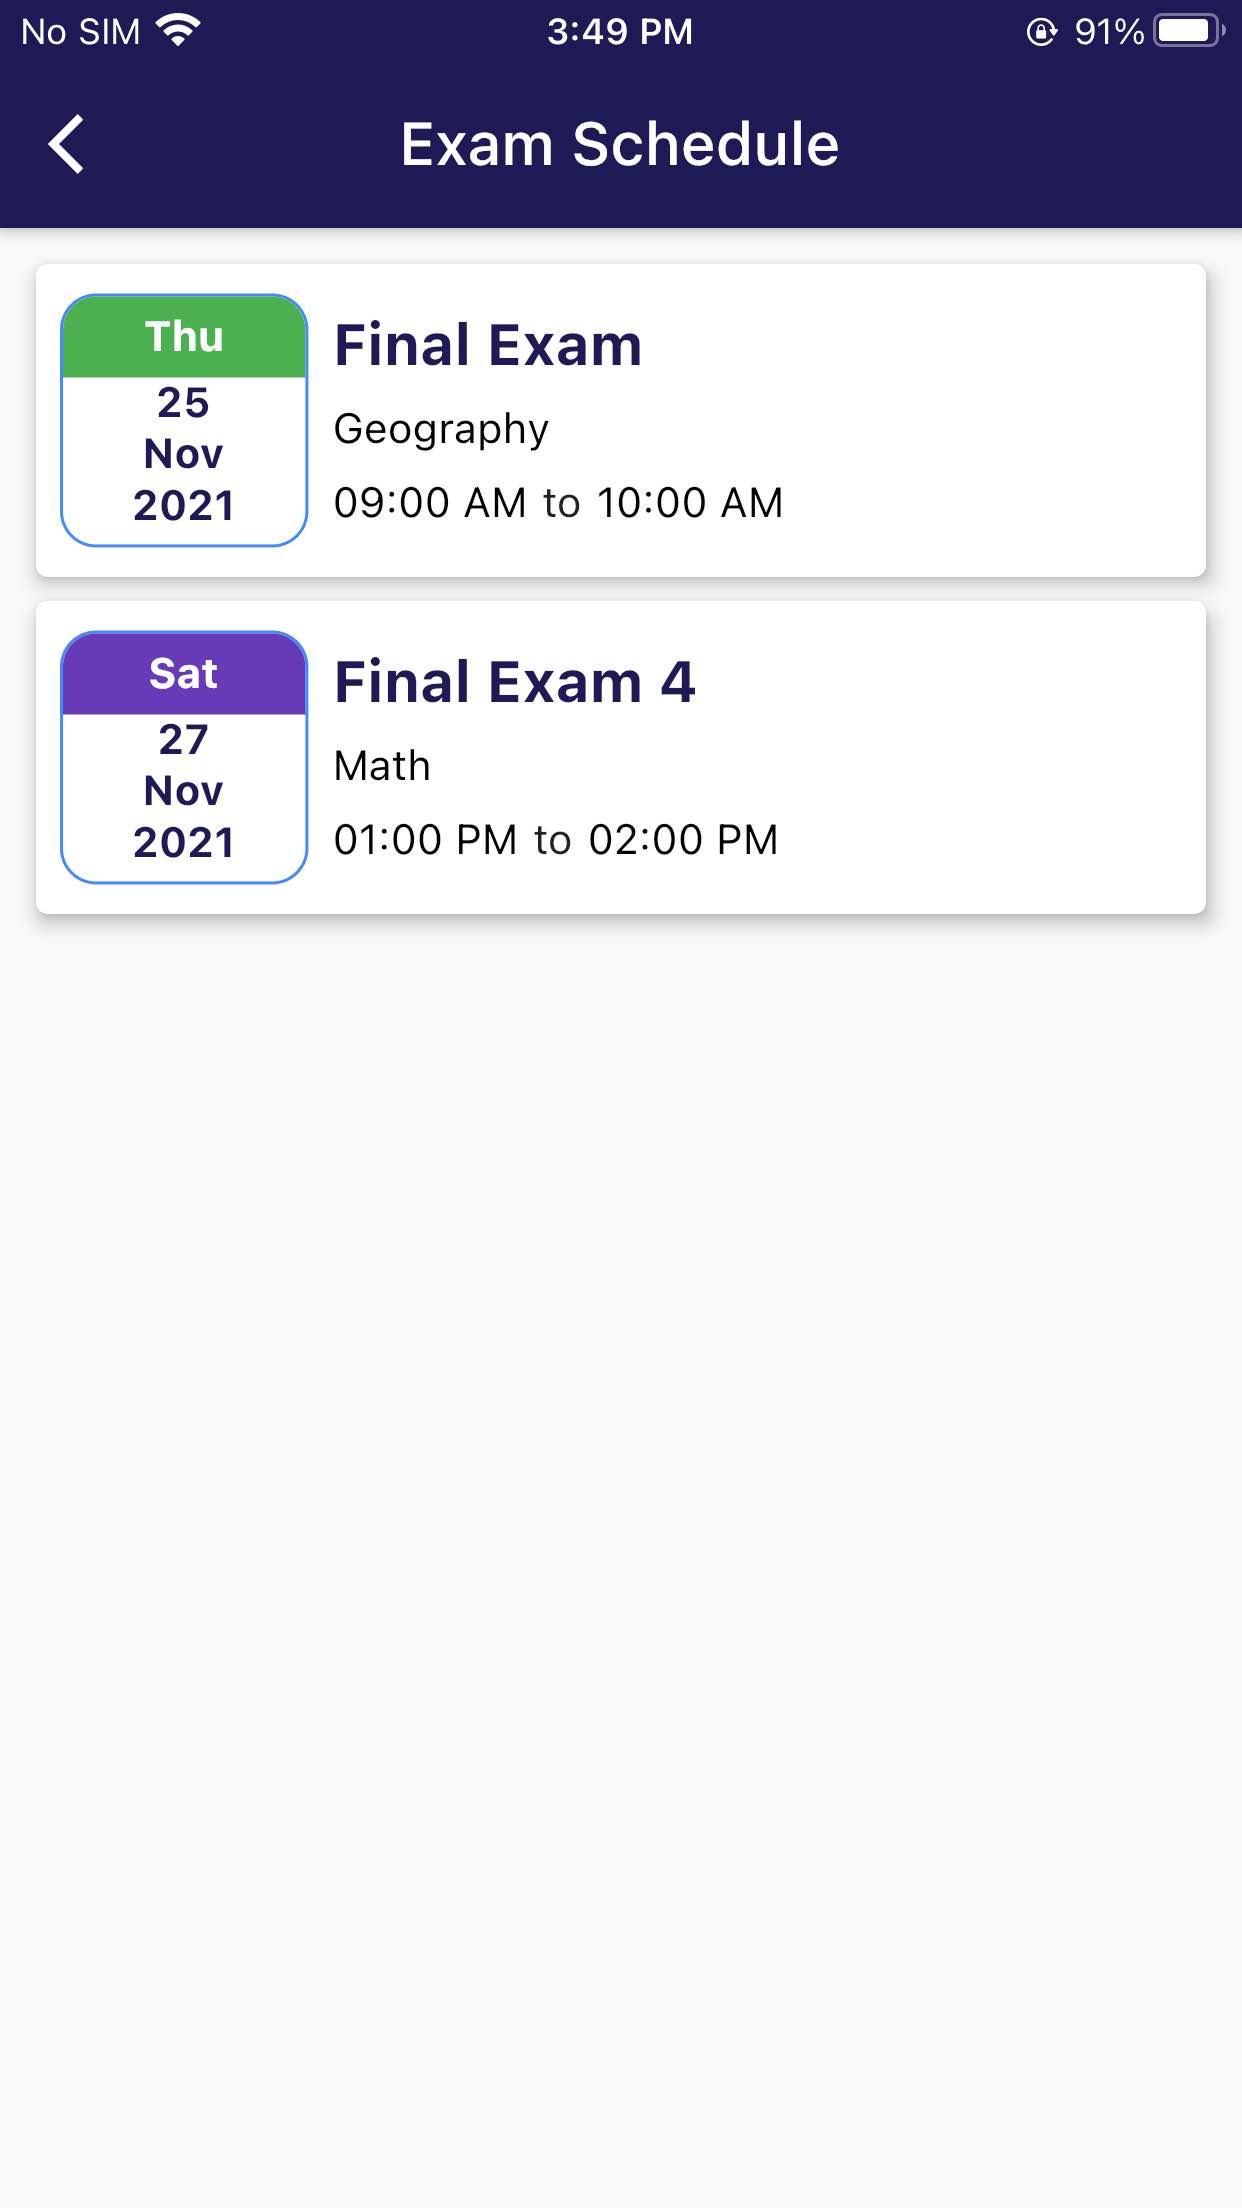 No SIM 3:49 PM 91%
Exam Schedule
Thu
25
Nov
2021
Final Exam
Geography
09:00 AM to 10:00 AM
Sat
27
Nov
2021
Final Exam 4
Math
01:00 PM to 02:00 PM